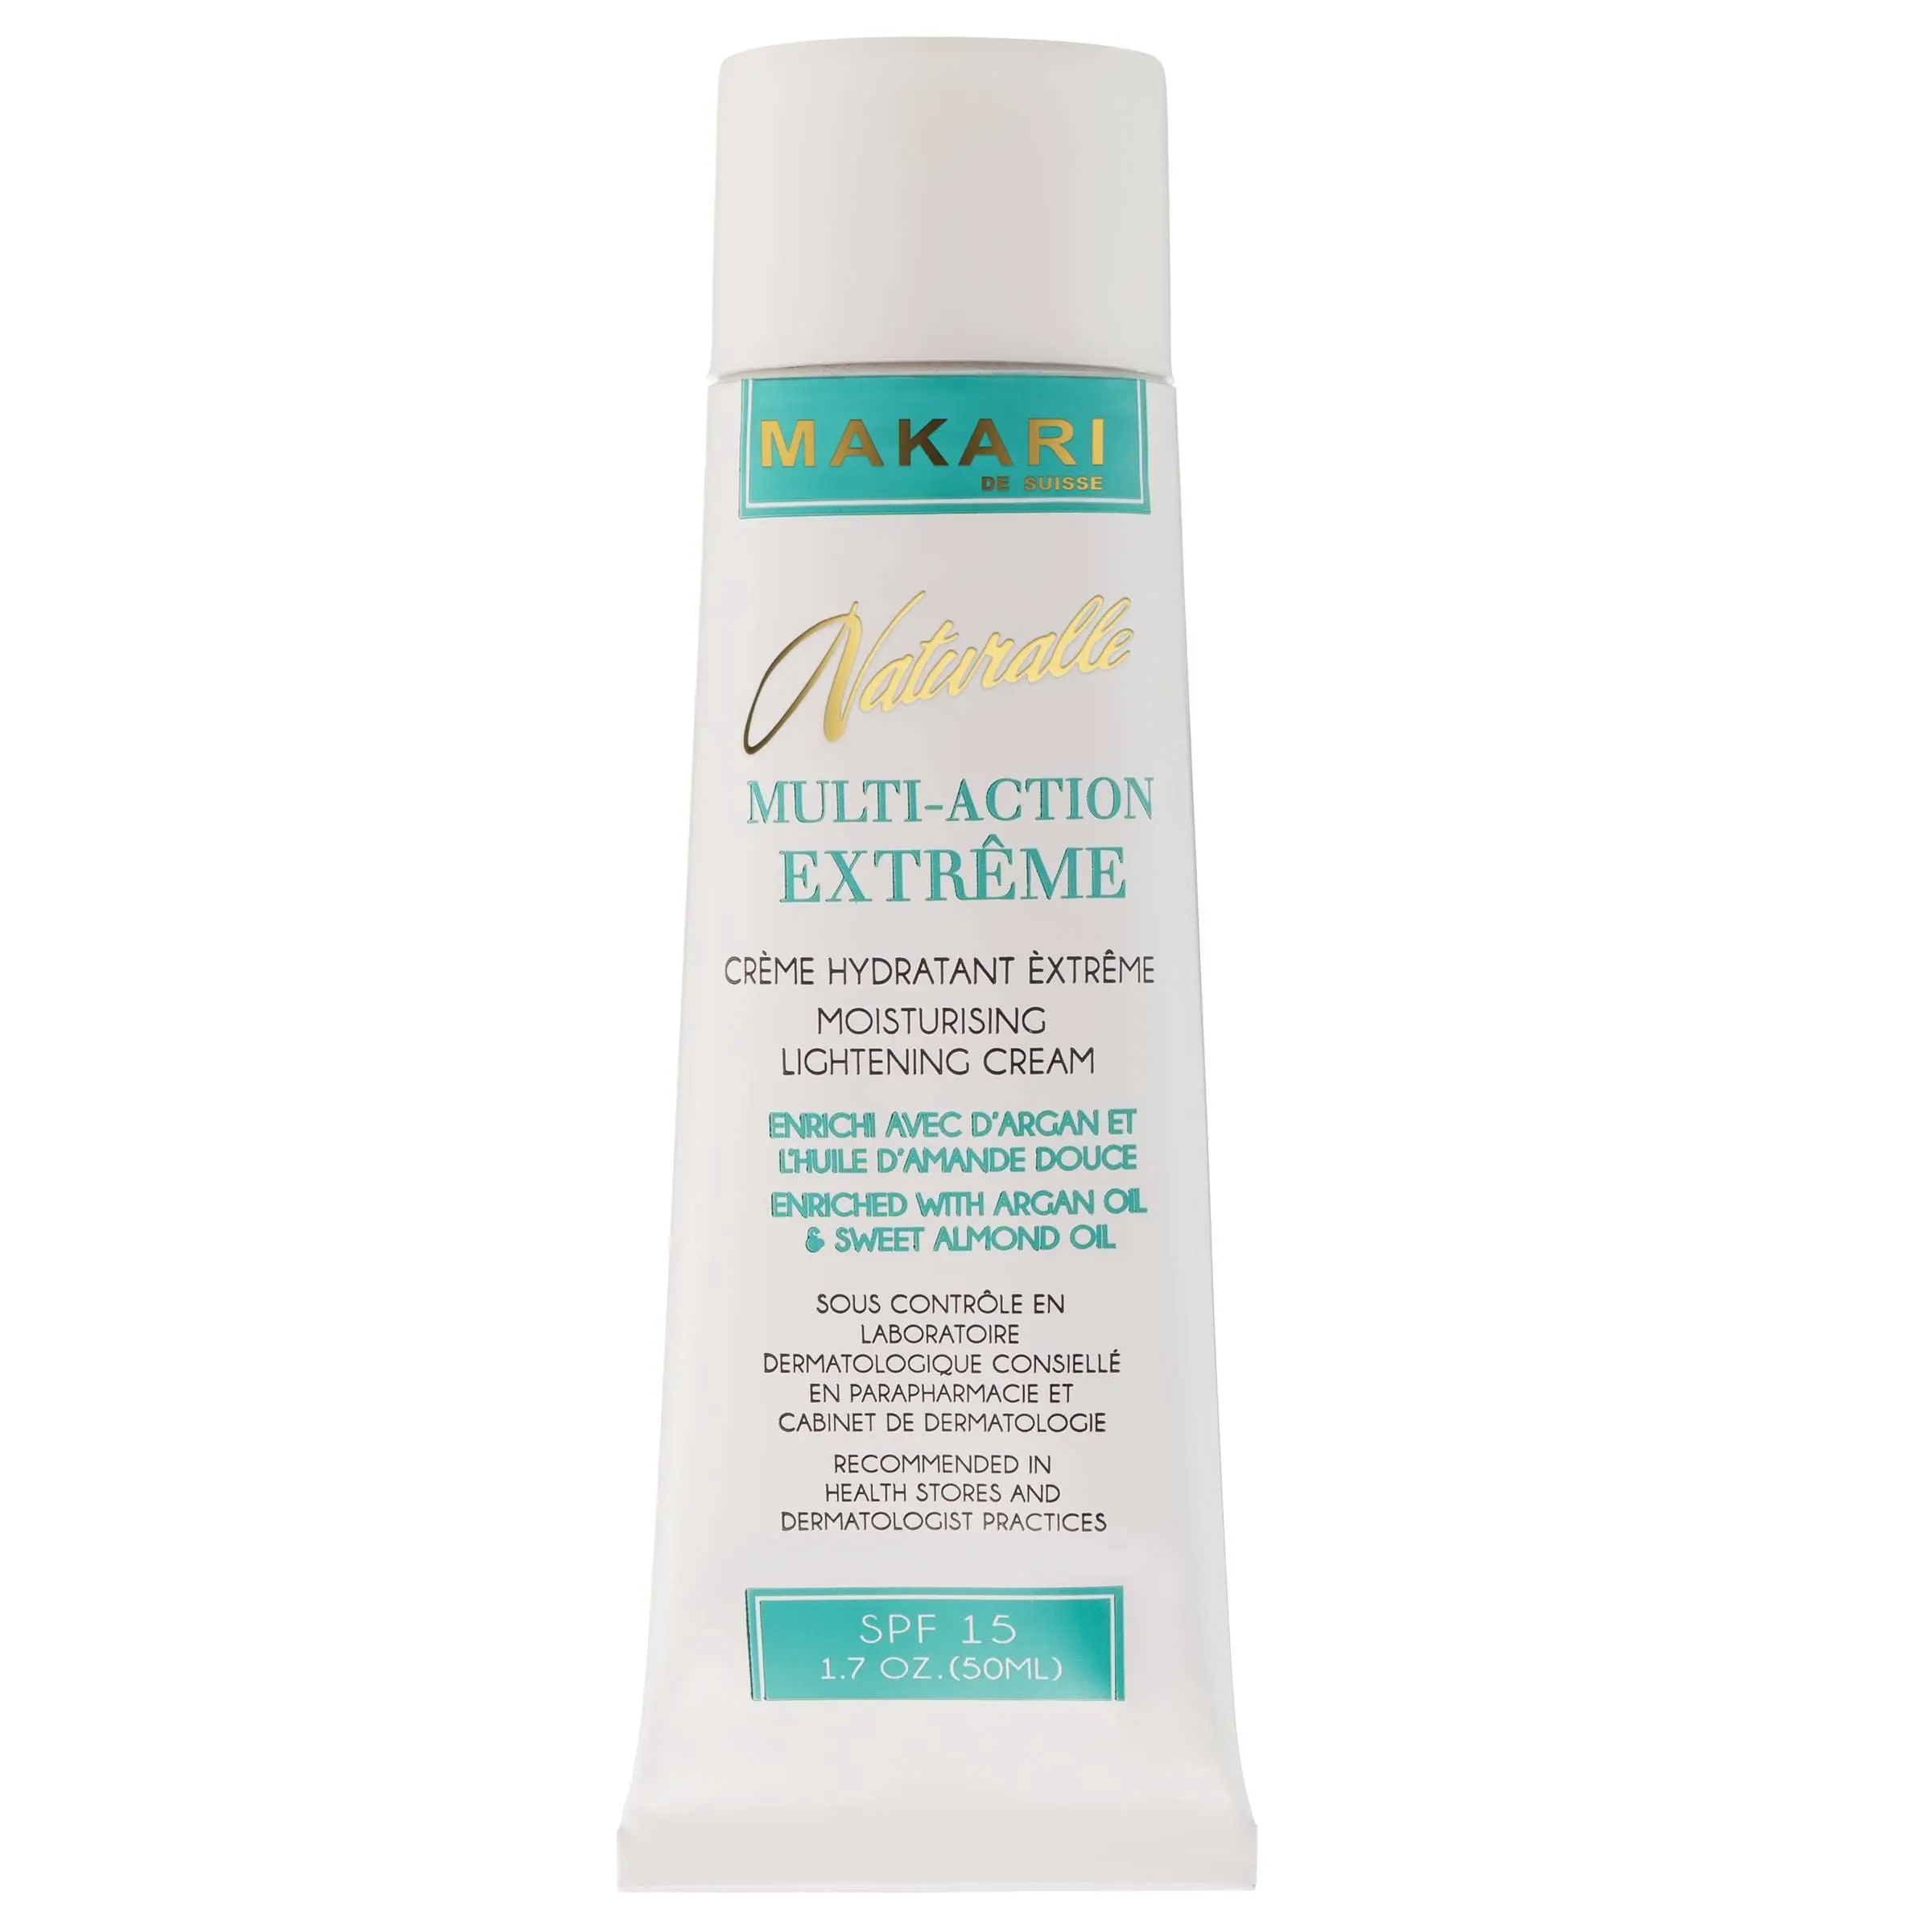 MAKARI
DE SUISSE
Naturalle
MULTI-ACTION
EXTRÊME
CRÈME HYDRATANT ÈXTRÊME
MOISTURISING
LIGHTENING CREAM
ENRICHI AVEC D'ARGAN ET
L'HUILE D'AMANDE DOUCE
ENRICHED WITH ARGAN OIL
& SWEET ALMOND OIL
SOUS CONTRÔLE EN
LABORATOIRE
DERMATOLOGIQUE CONSIELLÉ
EN PARAPHARMACIE ET
CABINET DE DERMATOLOGIE
RECOMMENDED IN
HEALTH STORES AND
DERMATOLOGIST PRACTICES
SPF 15
1.7 OZ.(50ML)